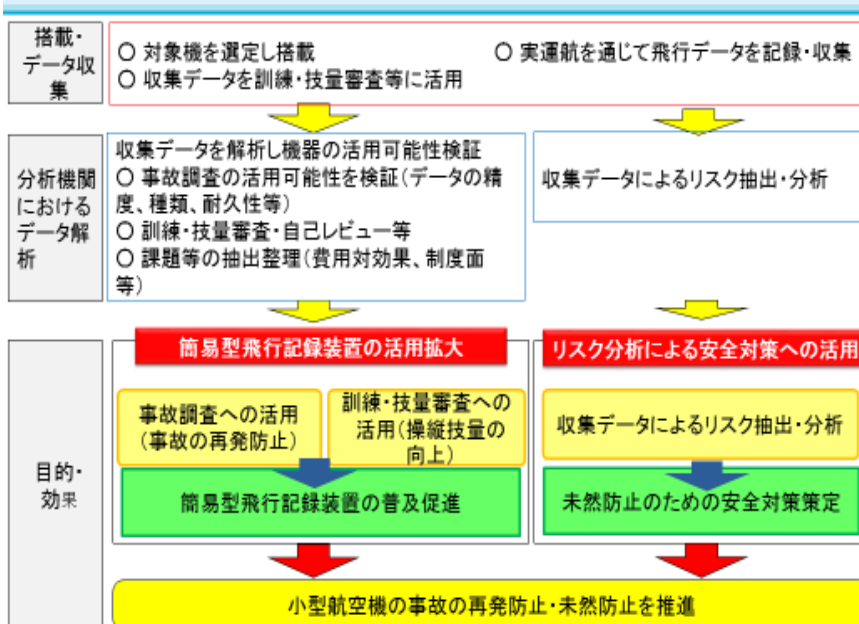 搭載・
データ収
集
〇 対象機を選定し搭載
〇 実運航を通じて飛行データを記録・収集
〇 収集データを訓練・技量審査等に活用
分析機関
における
データ解
析
収集データを解析し機器の活用可能性検証
〇 事故調査の活用可能性を検証(データの精
度、種類、耐久性等)
〇 訓練・技量審査・自己レビュー等
〇 課題等の抽出整理(費用対効果、制度面
等)
収集データによるリスク抽出・分析
目的・
効果
簡易型飛行記録装置の活用拡大
事故調査への活用
(事故の再発防止)
訓練・技量審査への
活用(操縦技量の
向上)
簡易型飛行記録装置の普及促進
リスク分析による安全対策への活用
収集データによるリスク抽出・分析
未然防止のための安全対策策定
小型航空機の事故の再発防止・未然防止を推進